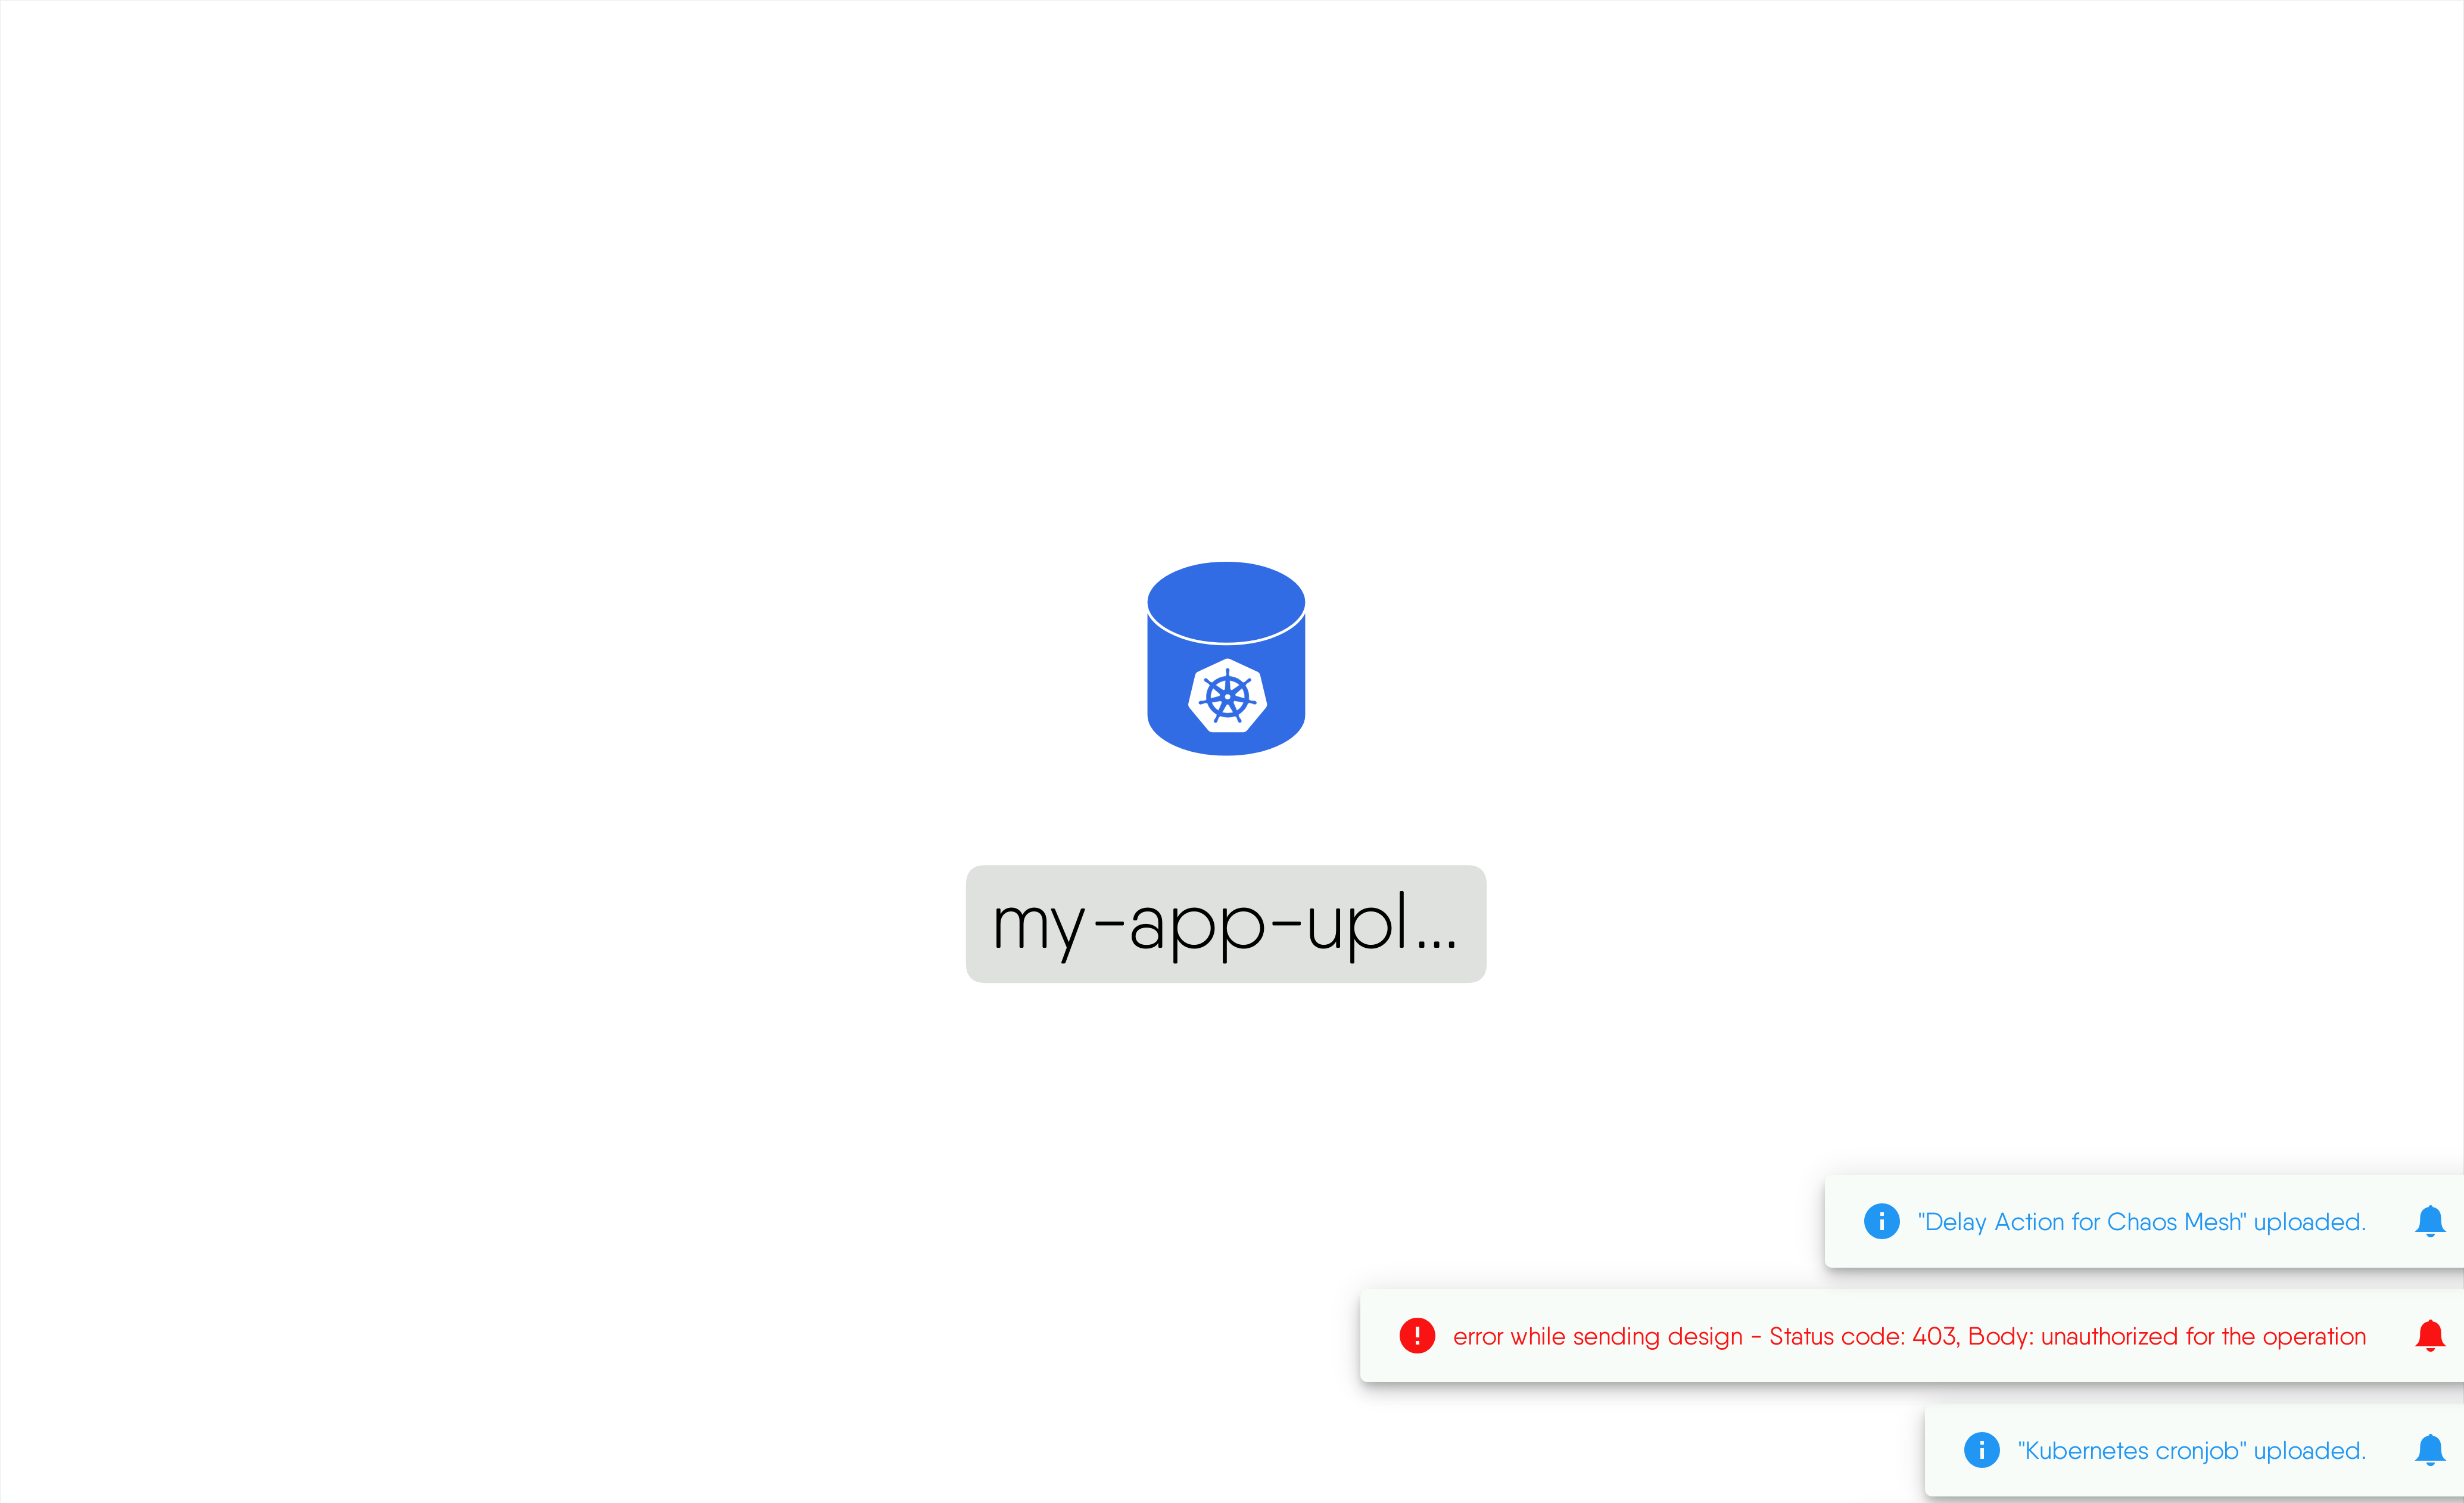 my-app-upl...
"Delay Action for Chaos Mesh" uploaded.
error while sending design - Status code: 403, Body: unauthorized for the operation
"Kubernetes cronjob" uploaded.